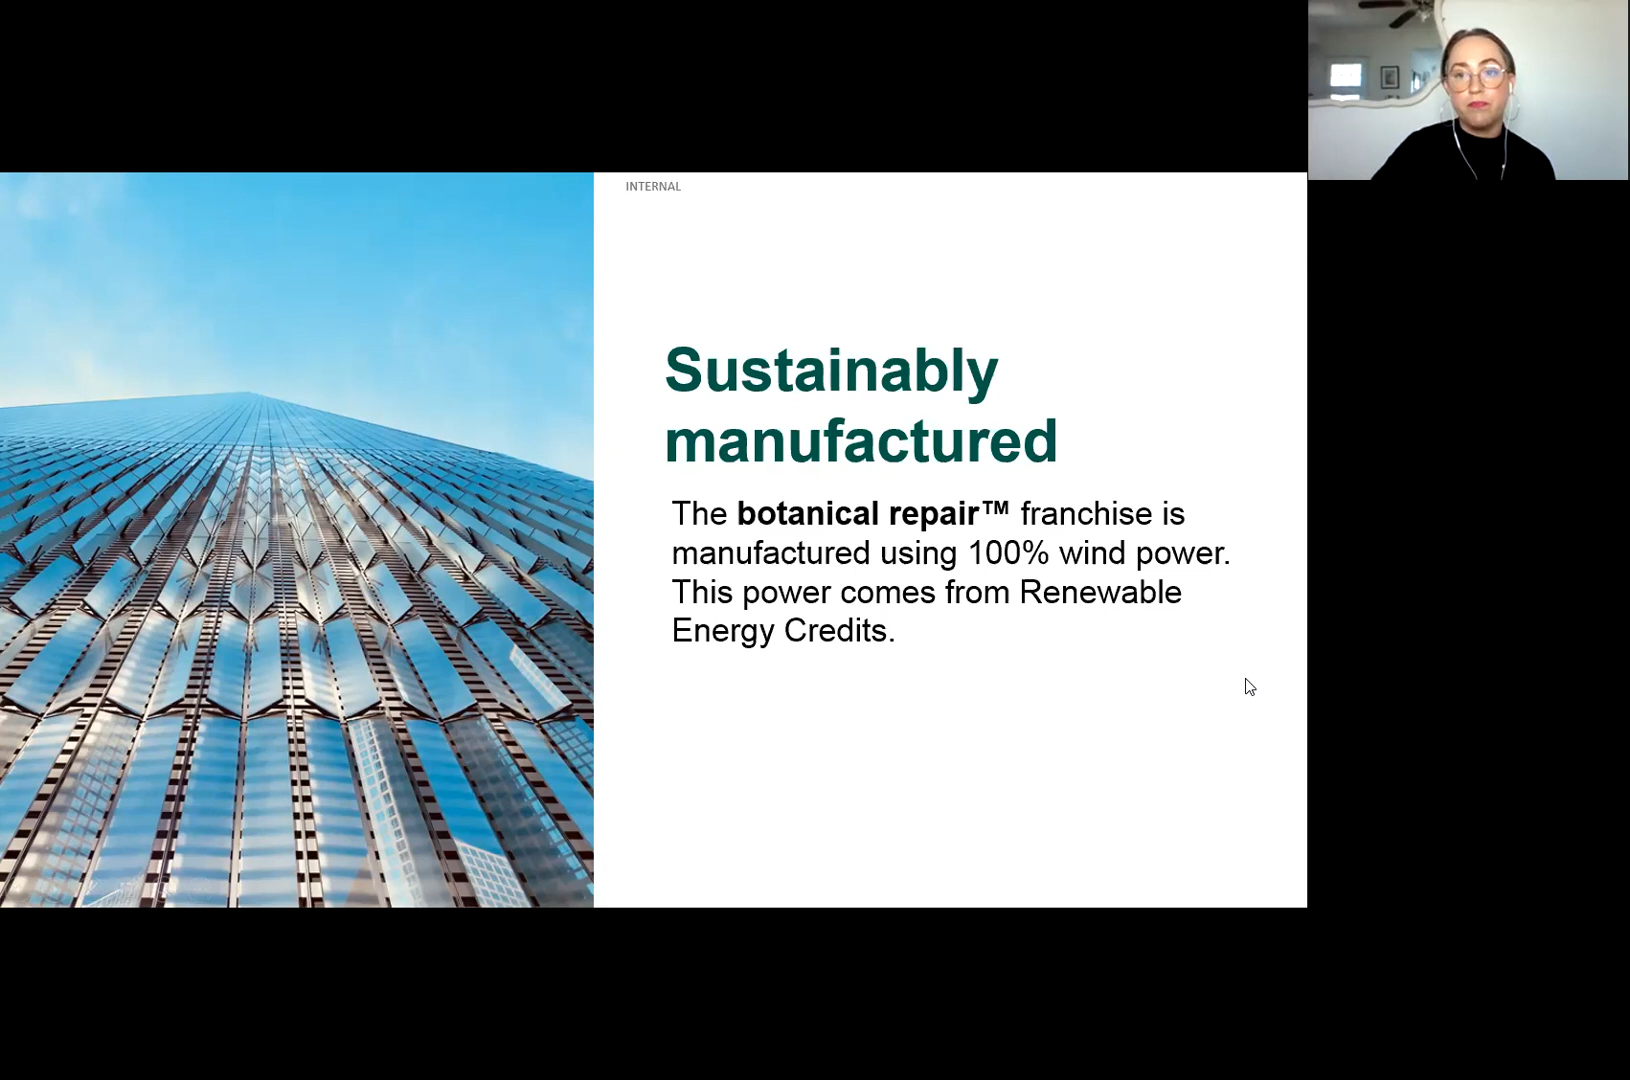 INTERNAL
Sustainably
manufactured
The botanical repair™ franchise is
manufactured using 100% wind power.
This power comes from Renewable
Energy Credits.